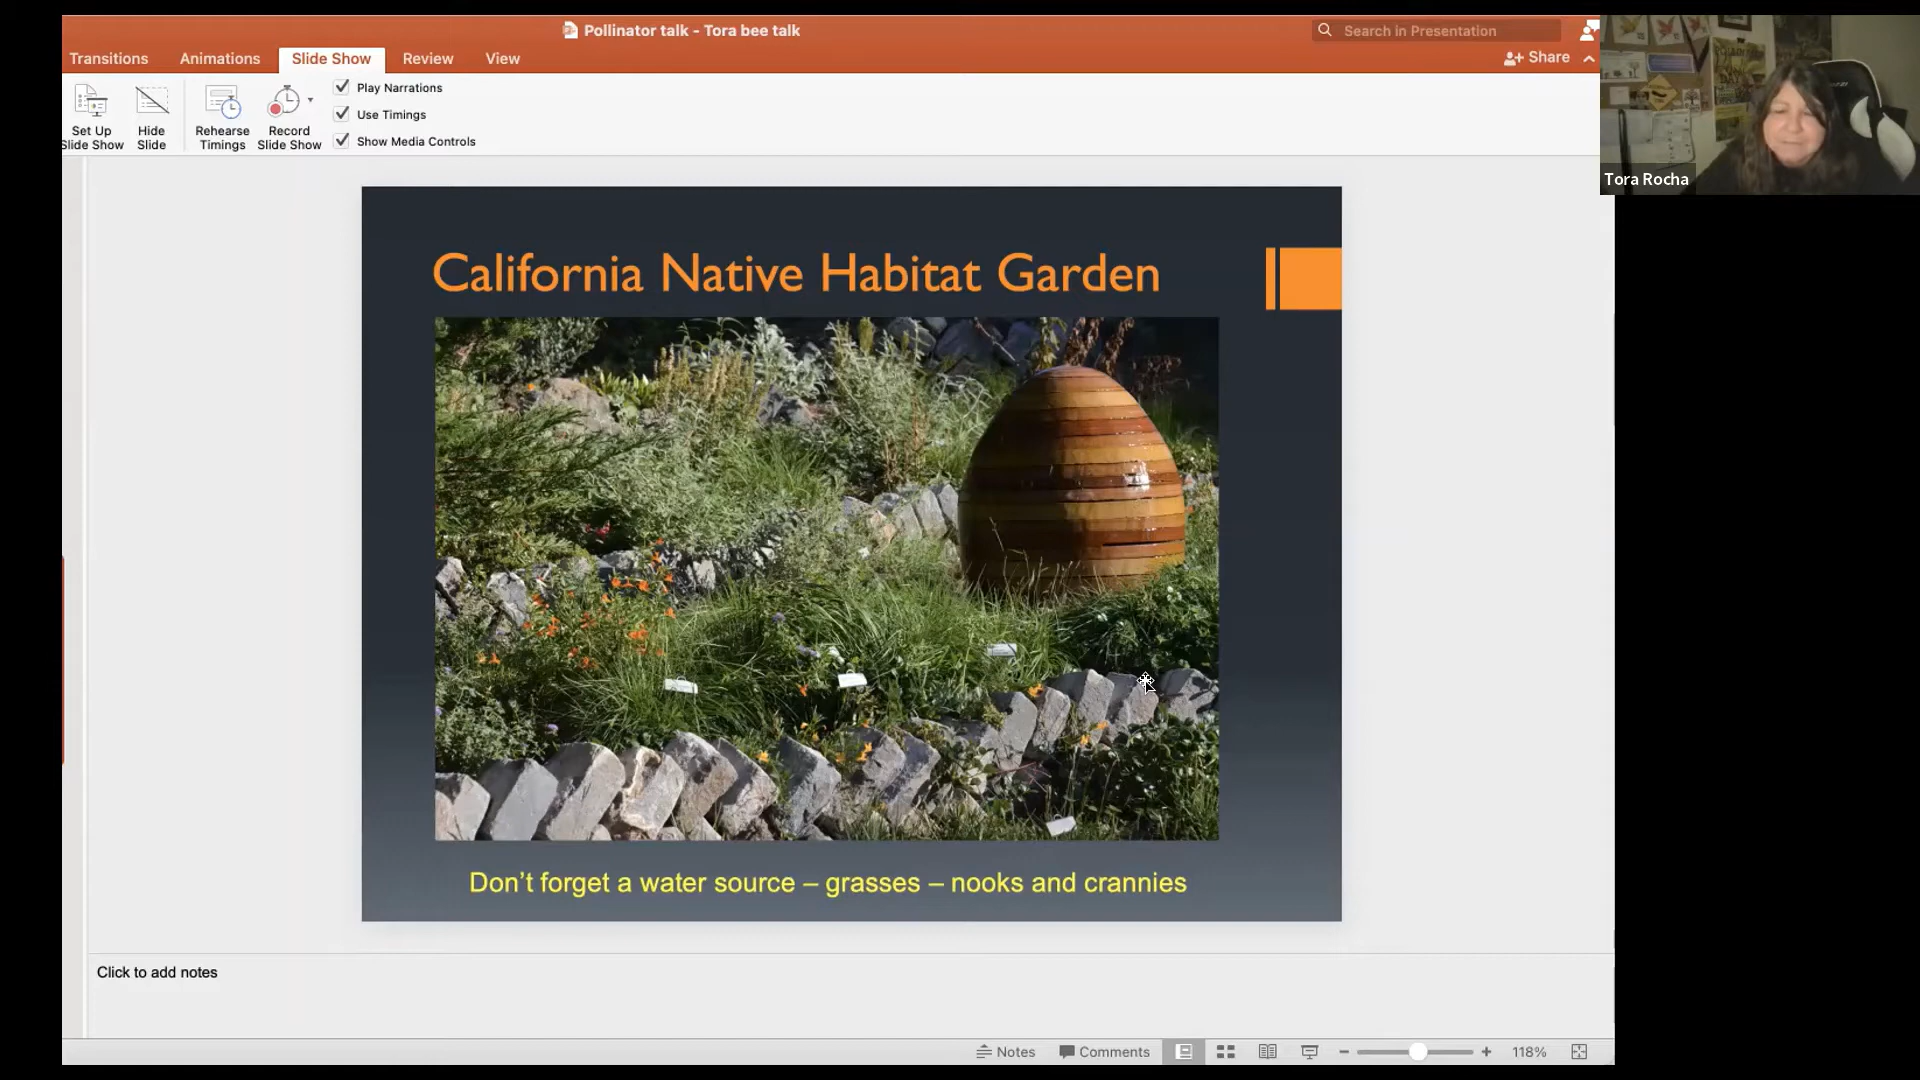 Pollinator talk - Tora bee talk
Search in Presentation
Transitions
Animations
Slide Show
Review
View
Share
Set Up
Slide Show
Hide
Slide
Rehearse
Timings
Record
Slide Show
Play Narrations
Use Timings
Show Media Controls
Tora Rocha
California Native Habitat Garden
Don't forget a water source – grasses – nooks and crannies
Click to add notes
Notes
Comments
118%